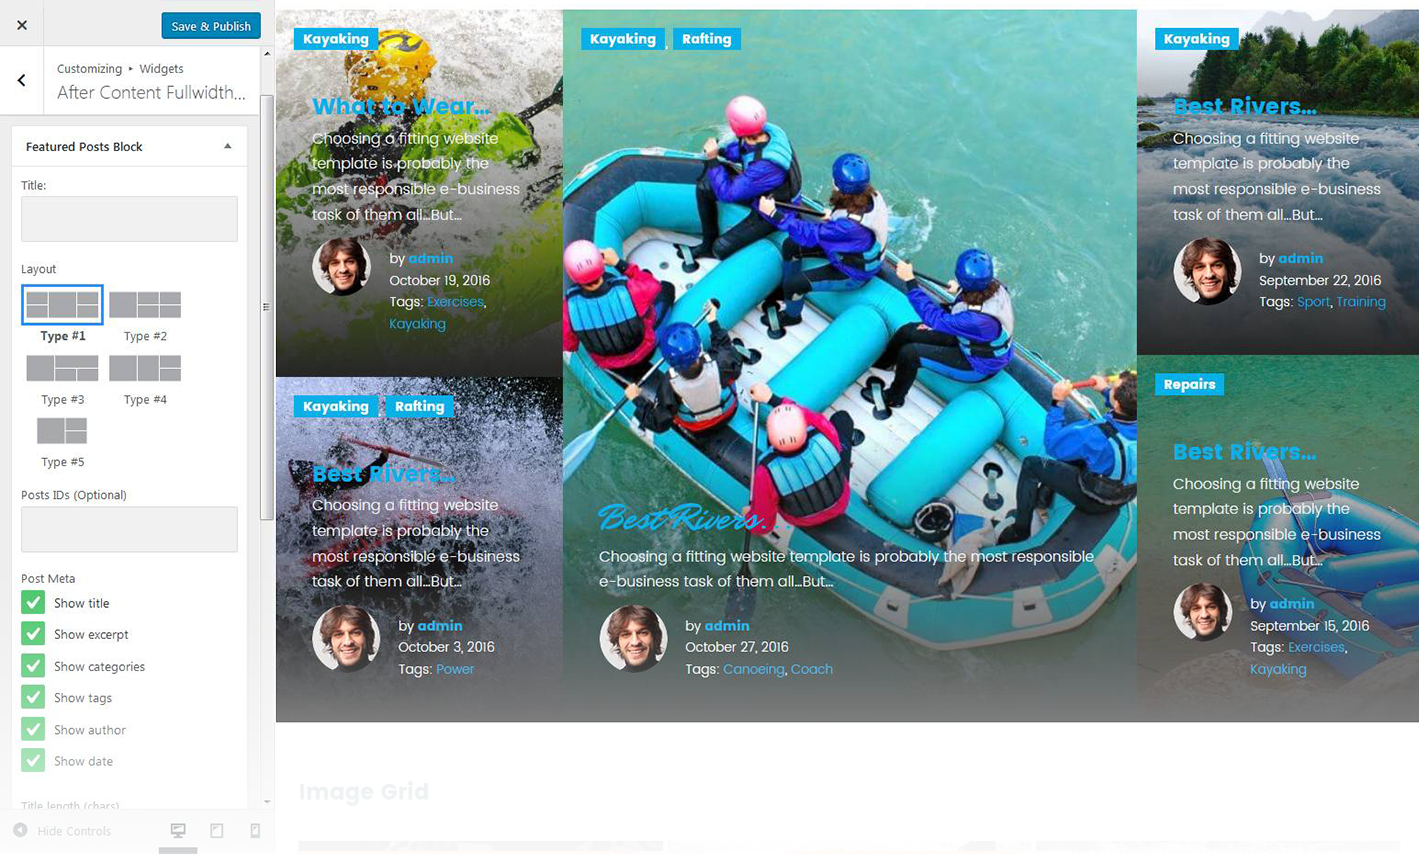 Save & Publish
Customizing ▸ Widgets
After Content Fullwidth...
Featured Posts Block
Title:
Layout
Type #1
Type #2
Type #3
Type #4
Type #5
Posts IDs (Optional)
Post Meta
Show title
Show excerpt
Show categories
Show tags
Show author
Show date
Title length (chars)
Hide Controls
Kayaking
What to Wear...
Choosing a fitting website
template is probably the
most responsible e-business
task of them all...But...
by admin
October 19, 2016
Tags: Exercises,
Kayaking
Kayaking, Rafting
Best Rivers...
Choosing a fitting website
template is probably the
most responsible e-business
task of them all...But...
by admin
October 3, 2016
Tags: Power
Kayaking, Rafting
Best Rivers...
Choosing a fitting website template is probably the most responsible
e-business task of them all...But...
by admin
October 27, 2016
Tags: Canoeing, Coach
Kayaking
Best Rivers...
Choosing a fitting website
template is probably the
most responsible e-business
task of them all...But...
by admin
September 22, 2016
Tags: Sport, Training
Repairs
Best Rivers...
Choosing a fitting website
template is probably the
most responsible e-business
task of them all...But...
by admin
September 15, 2016
Tags: Exercises,
Kayaking
Image Grid